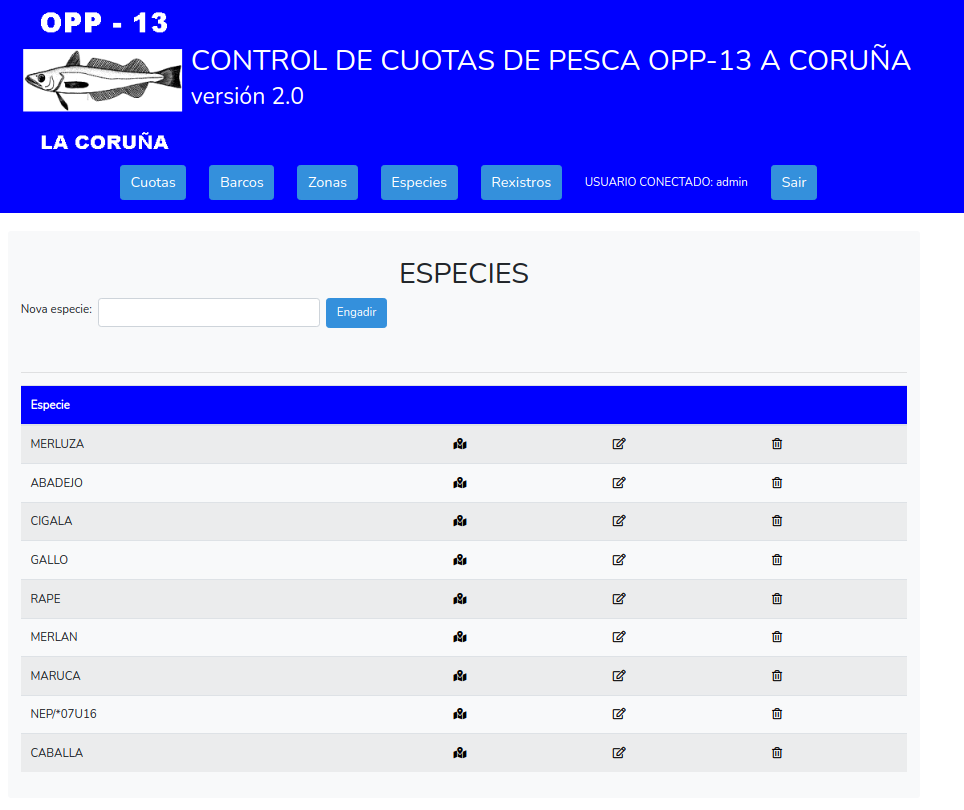 OPP - 13
CONTROL DE CUOTAS DE PESCA OPP-13 A CORUÑA
versión 2.0
LA CORUÑA
Cuotas Barcos Zonas Especies Rexistros USUARIO CONECTADO: admin Sair
ESPECIES
Nova especie: Engadir
Especie
MERLUZA
ABADEJO
CIGALA
GALLO
RAPE
MERLAN
MARUCA
NEP/*07U16
CABALLA